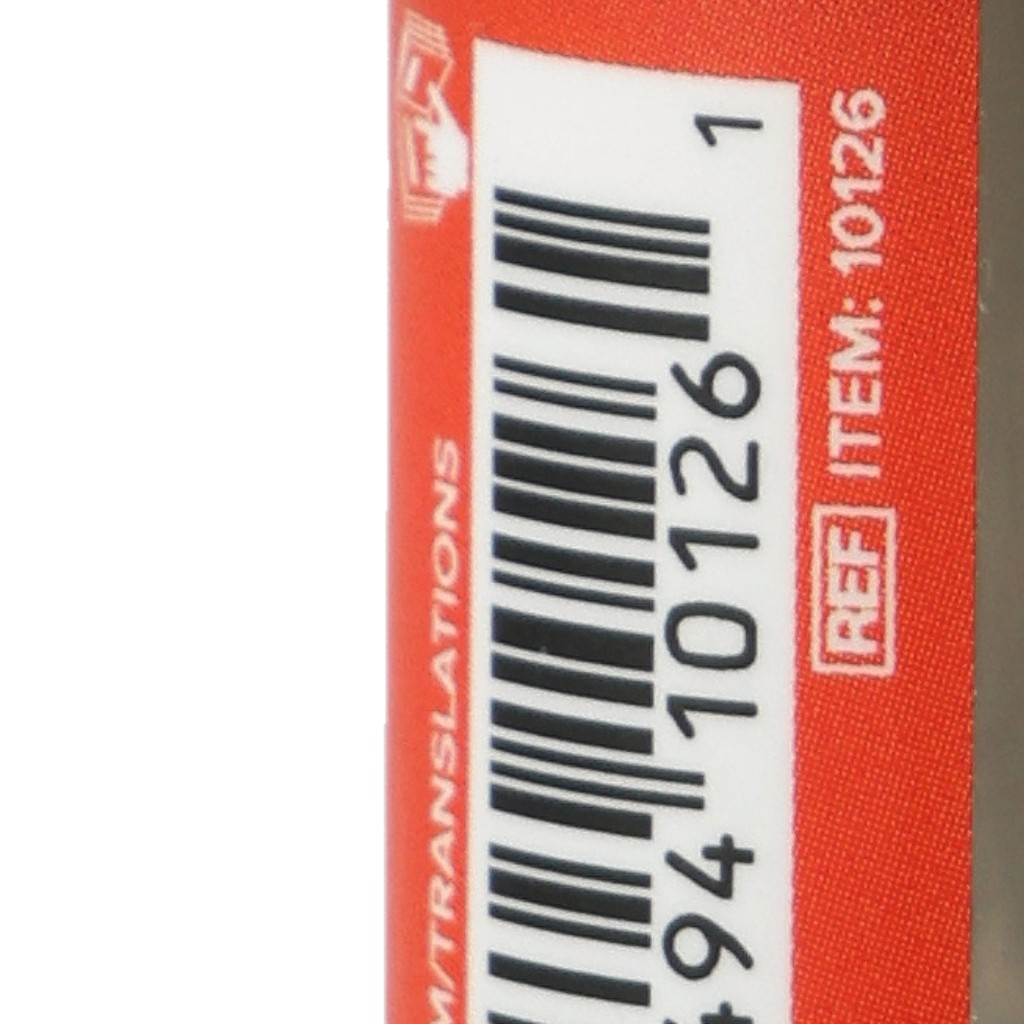 M/TRANSLATIONS
94 10126 1
REF ITEM: 10126